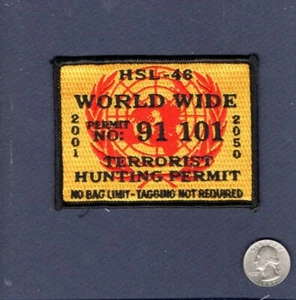 HSL-46
WORLD WIDE
2001
PERMIT NO: 91 101
2050
TERRORIST
HUNTING PERMIT
NO BAG LIMIT-TAGGING NOT REQUIRED